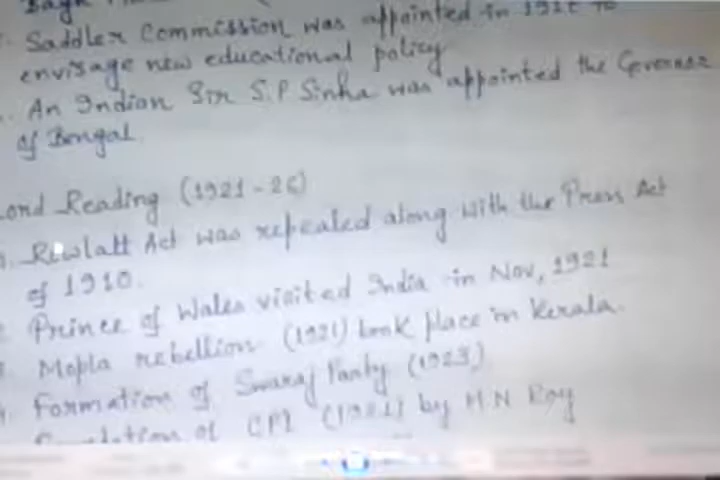 Saddler Commission was appointed in
envisage new educational policy
An Indian Sir S.P Sinha was appointed the Governor
of Bengal
Lord Reading (1921-26)
Rowlatt Act was repealed along with the Press Act
of 1910.
Prince of Wales visited India in Nov, 1921
Mopla rebellion (1921) took place in Kerala.
Formation of Swaraj Party (1923)
of CPI (1921) by M.N Roy